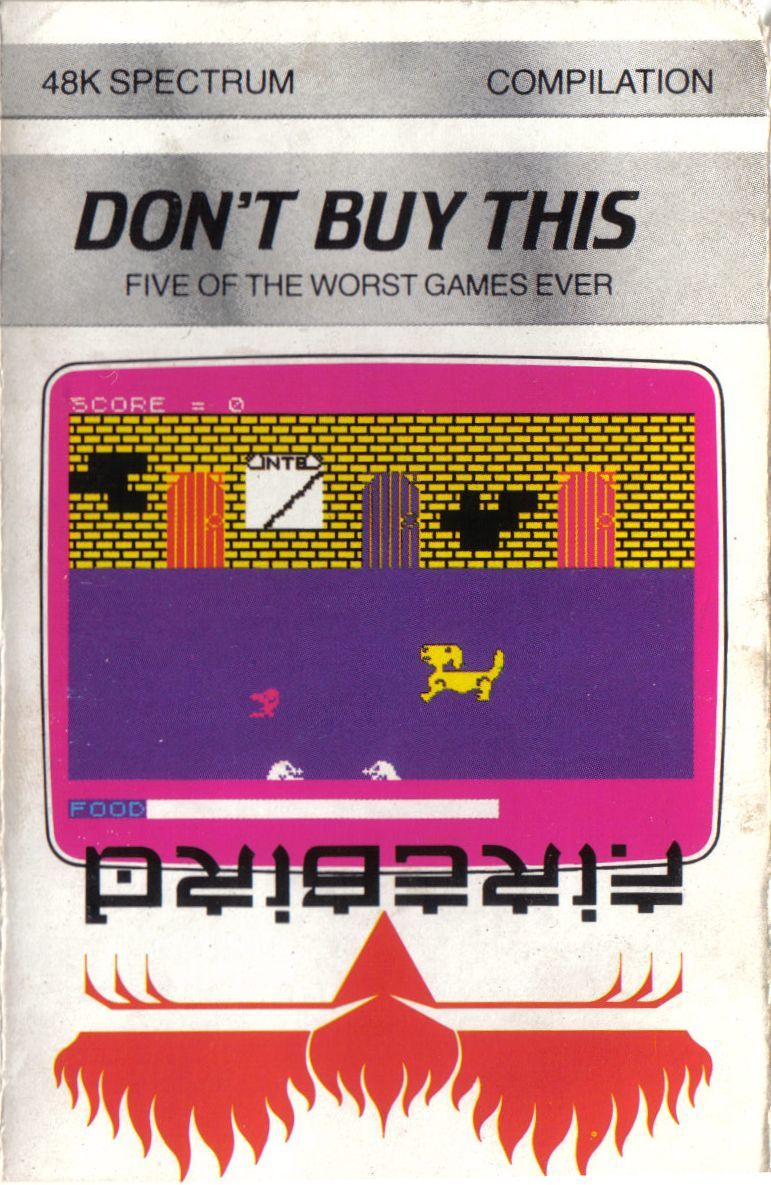 48K SPECTRUM COMPILATION
DON'T BUY THIS
FIVE OF THE WORST GAMES EVER
SCORE = 0
FOOD
FIREBIRD